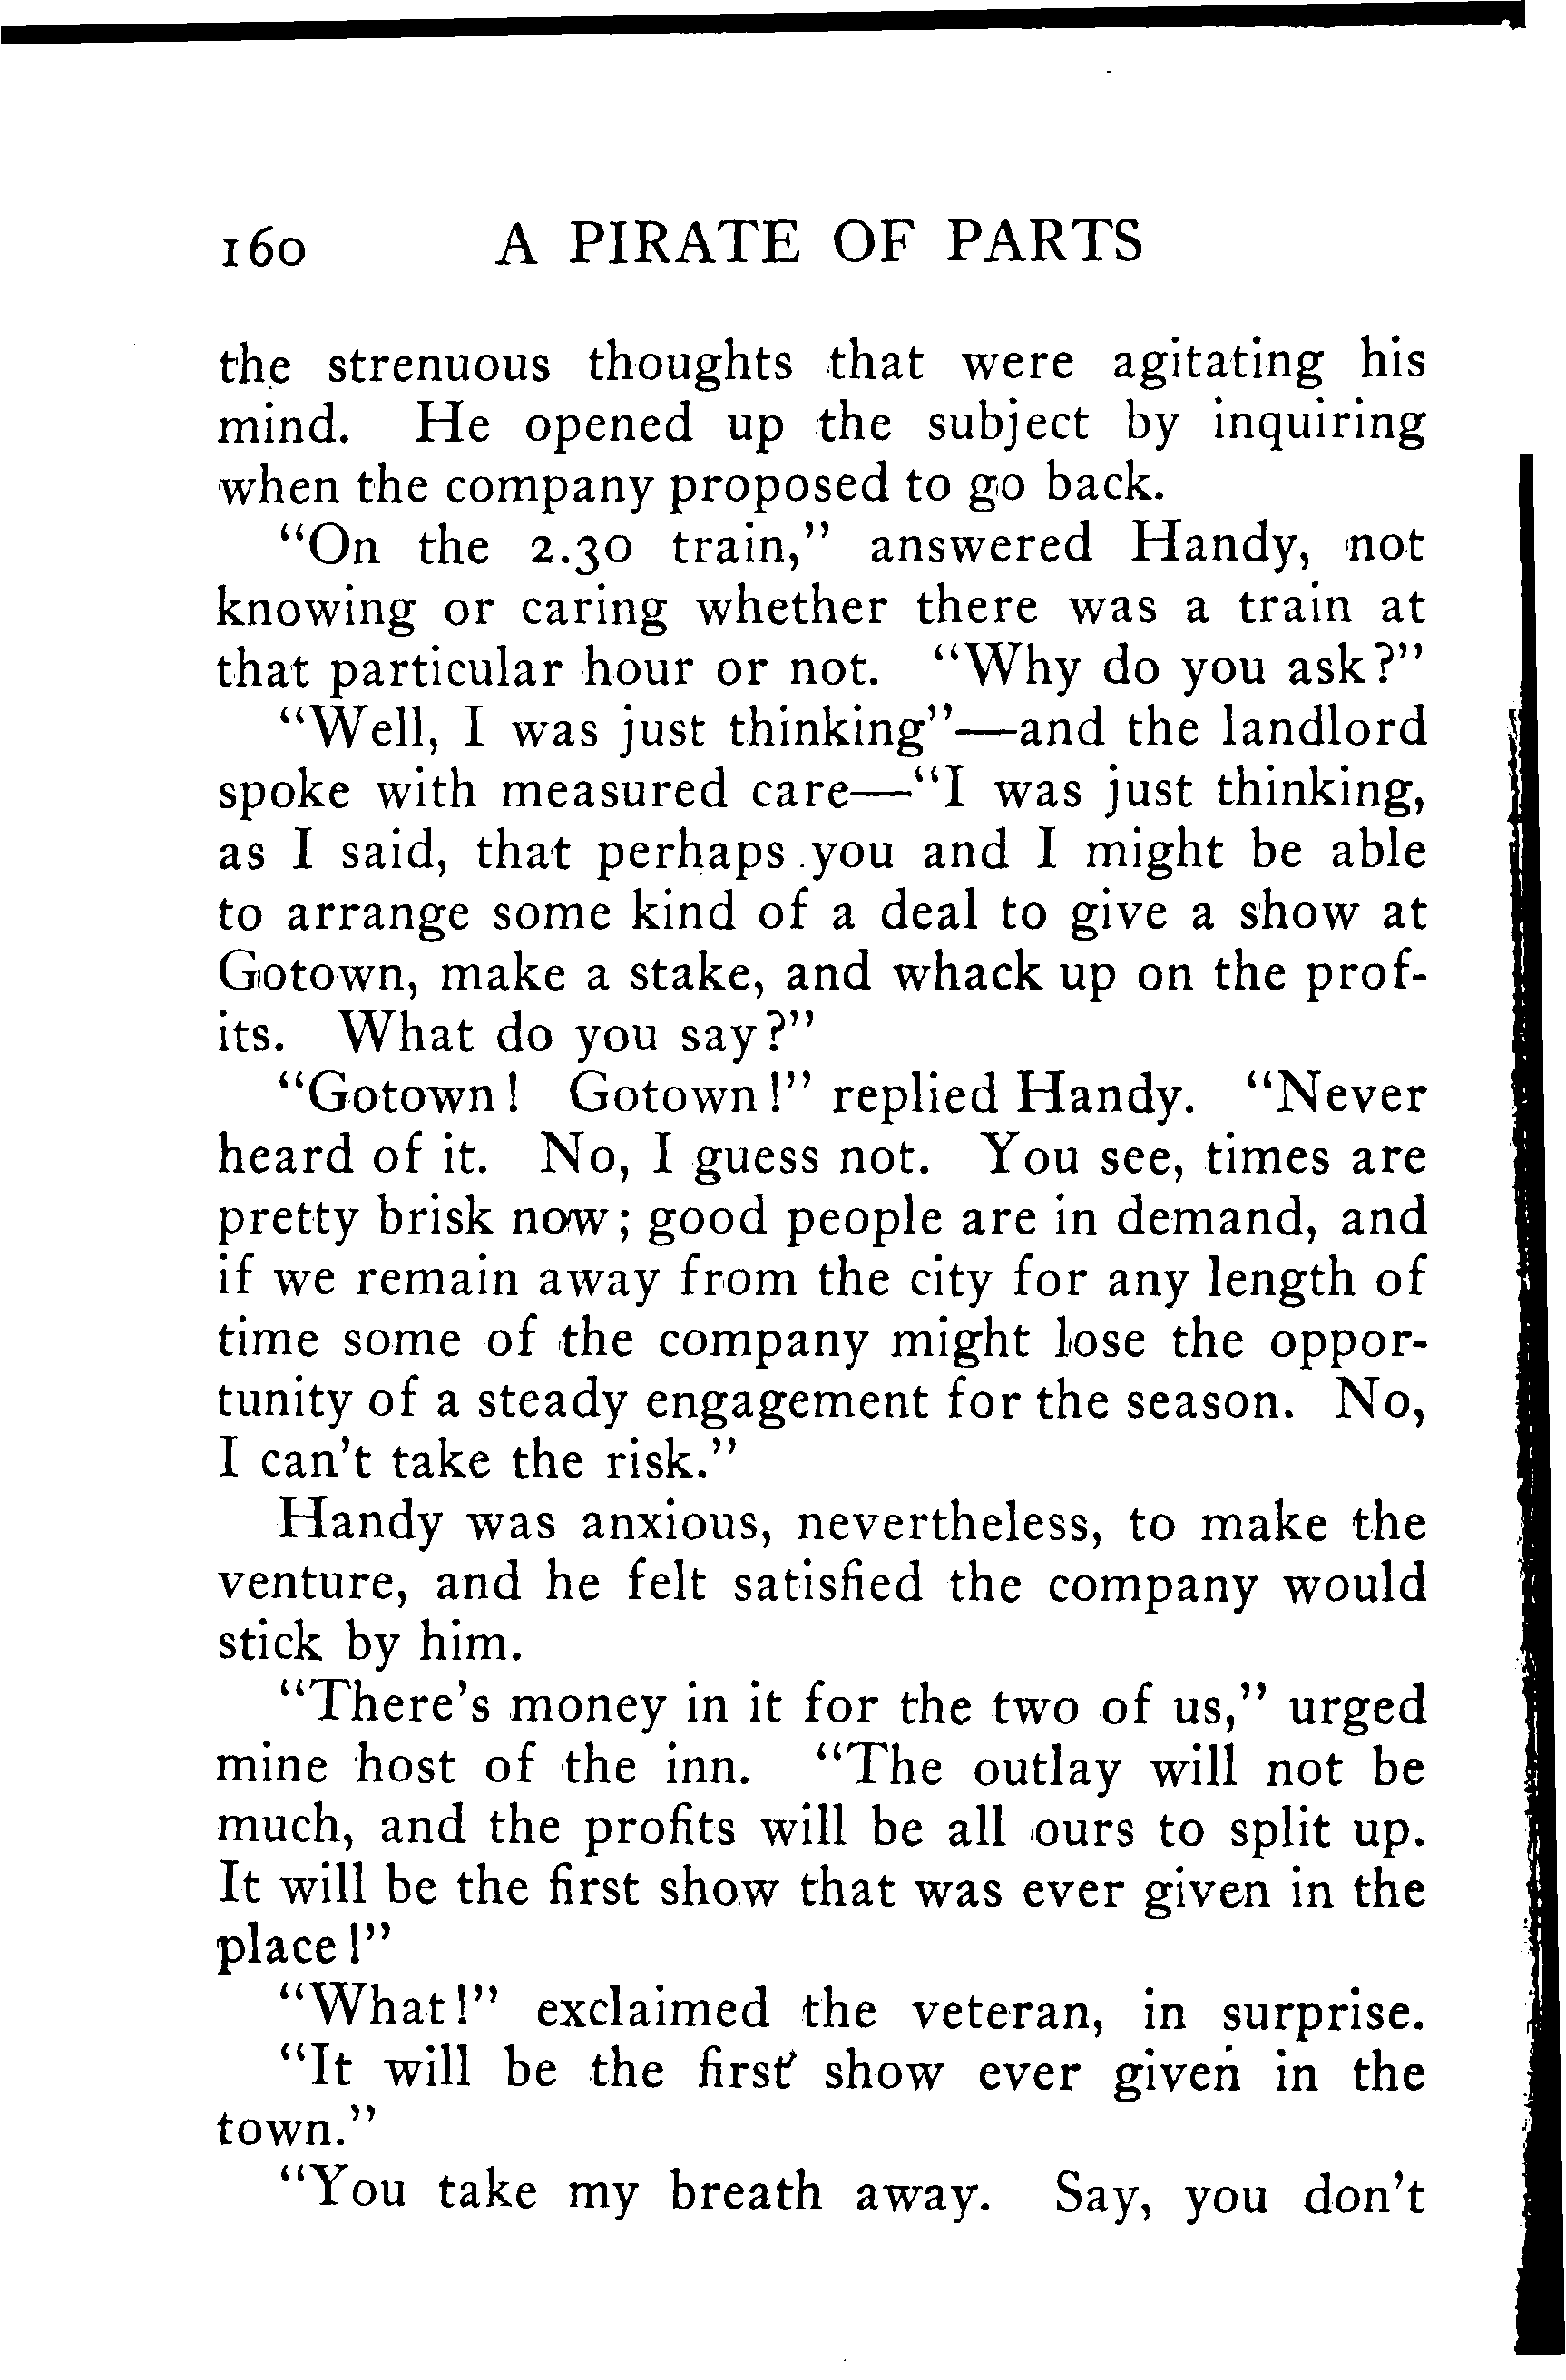 160 A PIRATE OF PARTS
the strenuous thoughts that were agitating his
mind. He opened up the subject by inquiring
when the company proposed to go back.
"On the 2.30 train," answered Handy, not
knowing or caring whether there was a train at
that particular hour or not. "Why do you ask?"
"Well, I was just thinking"—and the landlord
spoke with measured care—"I was just thinking,
as I said, that perhaps you and I might be able
to arrange some kind of a deal to give a show at
Gotown, make a stake, and whack up on the prof-
its. What do you say?"
"Gotown! Gotown!" replied Handy. "Never
heard of it. No, I guess not. You see, times are
pretty brisk now; good people are in demand, and
if we remain away from the city for any length of
time some of the company might lose the oppor-
tunity of a steady engagement for the season. No,
I can't take the risk."
Handy was anxious, nevertheless, to make the
venture, and he felt satisfied the company would
stick by him.
"There's money in it for the two of us," urged
mine host of the inn. "The outlay will not be
much, and the profits will be all ours to split up.
It will be the first show that was ever given in the
place!"
"What!" exclaimed the veteran, in surprise.
"It will be the first show ever given in the
town."
"You take my breath away. Say, you don't